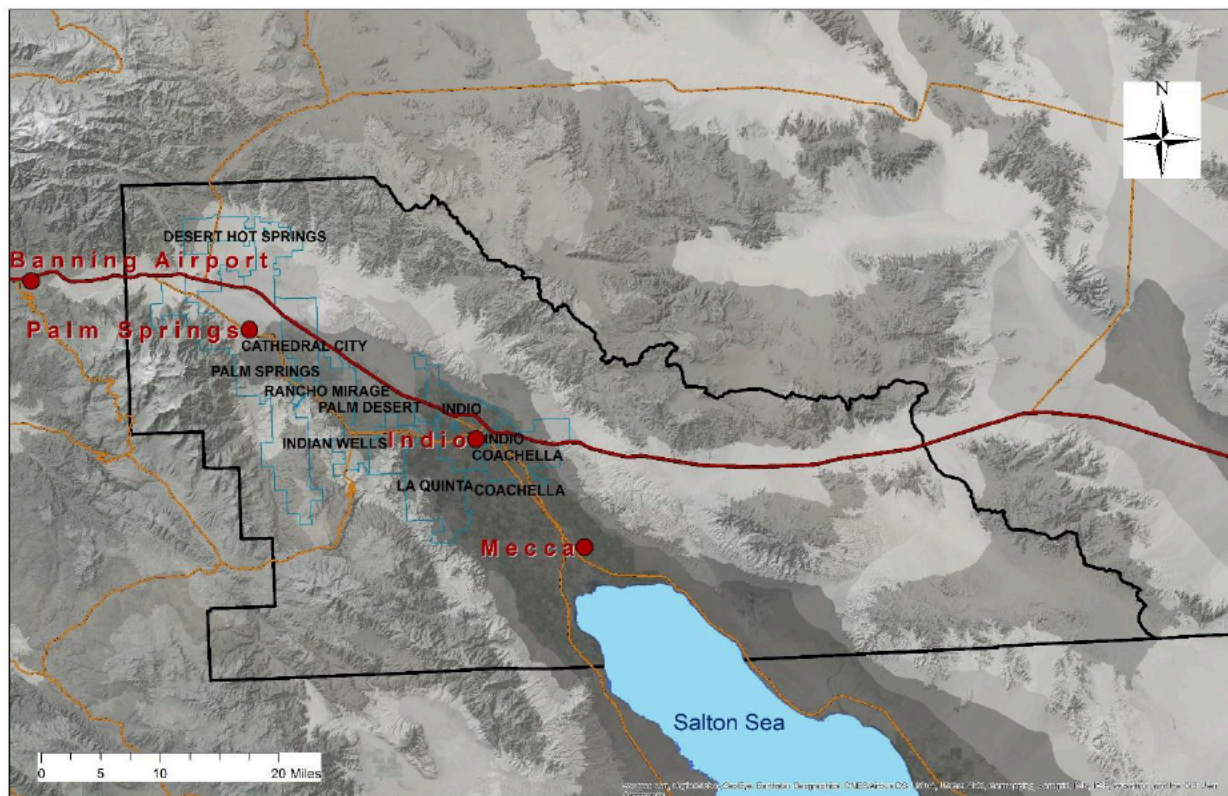 N
DESERT HOT SPRINGS
Banning Airport
Palm Springs
CATHEDRAL CITY
PALM SPRINGS
RANCHO MIRAGE
PALM DESERT
INDIO
INDIAN WELLS
Indio
INDIO
COACHELLA
LA QUINTA
COACHELLA
Mecca
Salton Sea
0 5 10 20 Miles